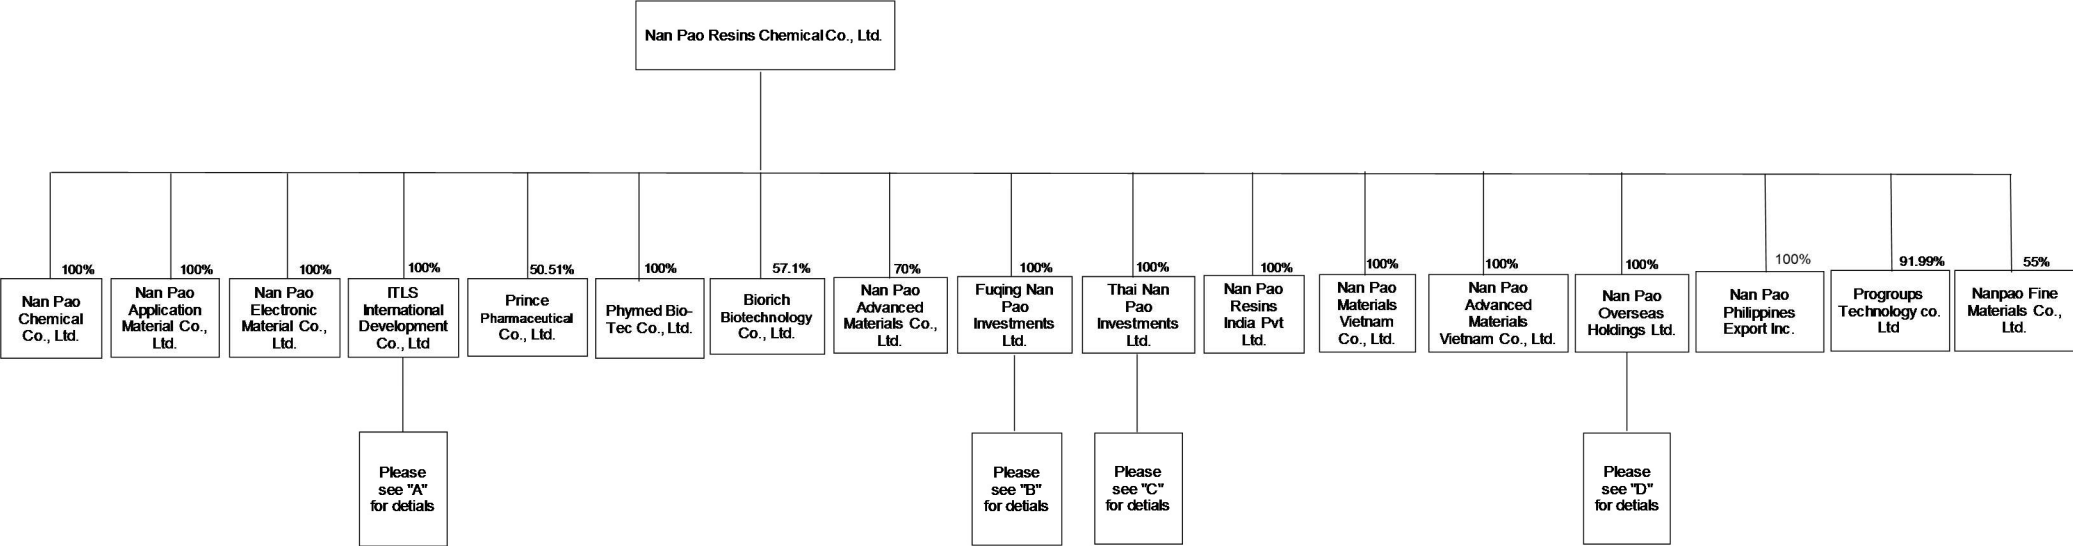 Nan Pao Resins Chemical Co., Ltd.
100%
Nan Pao
Chemical
Co., Ltd.
100%
Nan Pao
Application
Material Co.,
Ltd.
100%
Nan Pao
Electronic
Material Co.,
Ltd.
100%
ITLS
International
Development
Co., Ltd
50.51%
Prince
Pharmaceutical
Co., Ltd.
100%
Phymed Bio-
Tec Co., Ltd.
57.1%
Biorich
Biotechnology
Co., Ltd.
70%
Nan Pao
Advanced
Materials Co.,
Ltd.
100%
Fuqing Nan
Pao
Investments
Ltd.
100%
Thai Nan
Pao
Investments
Ltd.
100%
Nan Pao
Resins
India Pvt
Ltd.
100%
Nan Pao
Materials
Vietnam
Co., Ltd.
100%
Nan Pao
Advanced
Materials
Vietnam Co., Ltd.
100%
Nan Pao
Overseas
Holdings Ltd.
100%
Nan Pao
Philippines
Export Inc.
91.99%
Progroups
Technology co.
Ltd
55%
Nanpao Fine
Materials Co.,
Ltd.
Please
see "A"
for detials
Please
see "B"
for detials
Please
see "C"
for detials
Please
see "D"
for detials